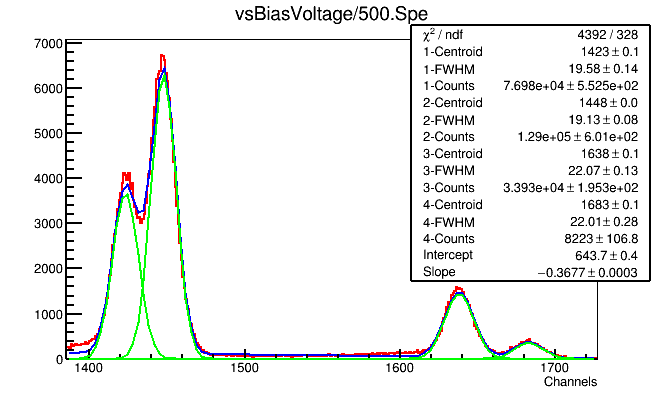 vsBiasVoltage/500.Spe
χ² / ndf 4392 / 328
1-Centroid 1423 ± 0.1
1-FWHM 19.58 ± 0.14
1-Counts 7.698e+04 ± 5.525e+02
2-Centroid 1448 ± 0.0
2-FWHM 19.13 ± 0.08
2-Counts 1.29e+05 ± 6.01e+02
3-Centroid 1638 ± 0.1
3-FWHM 22.07 ± 0.13
3-Counts 3.393e+04 ± 1.953e+02
4-Centroid 1683 ± 0.1
4-FWHM 22.01 ± 0.28
4-Counts 8223 ± 106.8
Intercept 643.7 ± 0.4
Slope −0.3677 ± 0.0003
7000
6000
5000
4000
3000
2000
1000
0
1400 1500 1600 1700
Channels